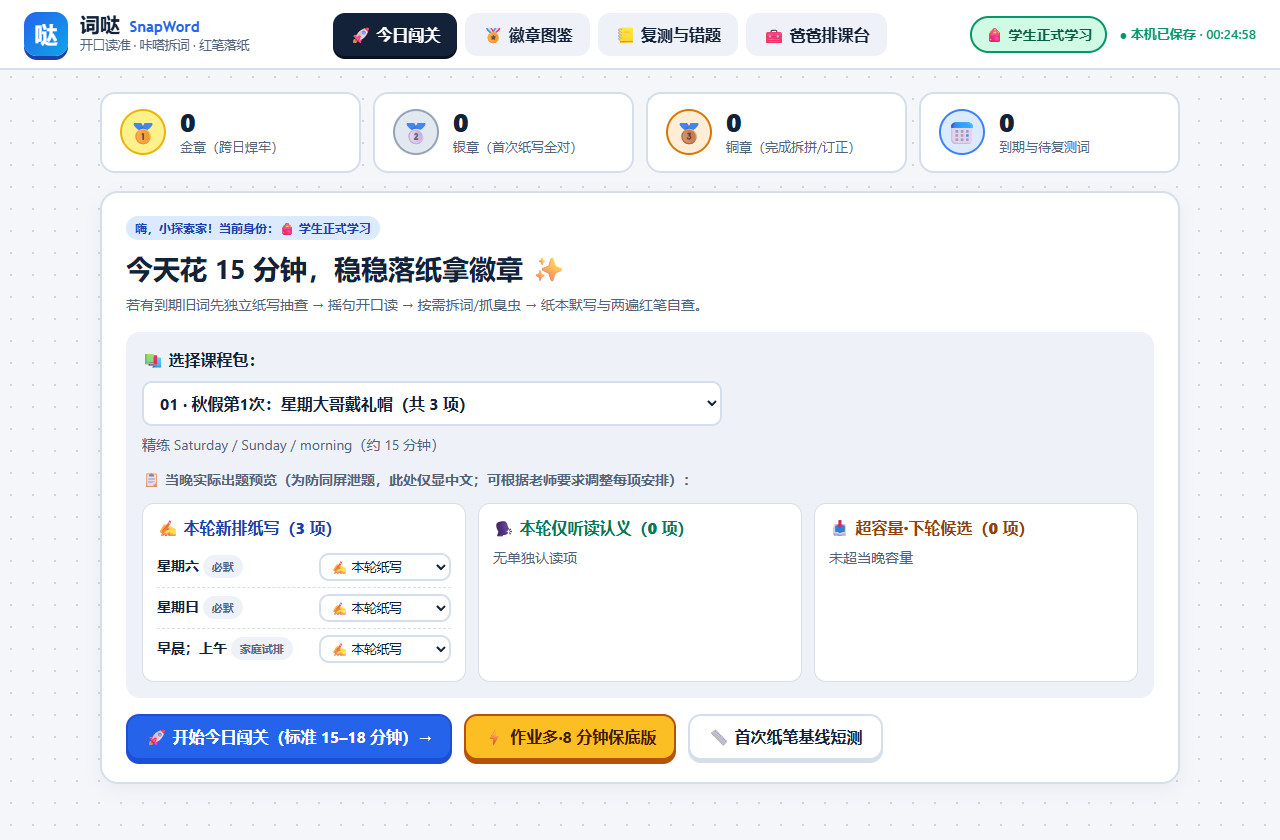 哒
词哒 SnapWord
开口读准 · 咔嗒拆词 · 红笔落纸
🚀 今日闯关
🏅 徽章图鉴
📒 复测与错题
🧰 爸爸排课台
🎒 学生正式学习
● 本机已保存 · 00:24:58
0
金章（跨日焊牢）
0
银章（首次纸写全对）
0
铜章（完成拆拼/订正）
0
到期与待复测词
嗨，小探索家！当前身份：🎒 学生正式学习
今天花 15 分钟，稳稳落纸拿徽章 ✨
若有到期旧词先独立纸写抽查 → 摇句开口读 → 按需拆词/抓臭虫 → 纸本默写与两遍红笔自查。
📚 选择课程包：
01 · 秋假第1次：星期大哥戴礼帽（共 3 项）
精练 Saturday / Sunday / morning（约 15 分钟）
📋 当晚实际出题预览（为防同屏泄题，此处仅显中文；可根据老师要求调整每项安排）：
✍️ 本轮新排纸写（3 项）
星期六 必默 ✍️ 本轮纸写
星期日 必默 ✍️ 本轮纸写
早晨；上午 家庭试排 ✍️ 本轮纸写
🗣️ 本轮仅听读认义（0 项）
无单独认读项
📥 超容量·下轮候选（0 项）
未超当晚容量
🚀 开始今日闯关（标准 15–18 分钟）→
⚡ 作业多·8 分钟保底版
📏 首次纸笔基线短测